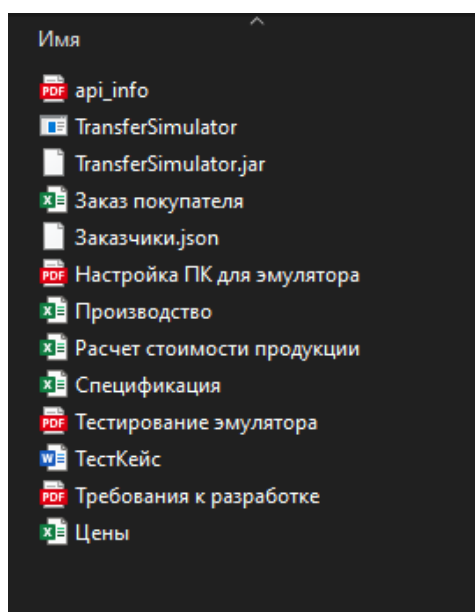 Имя
api_info
TransferSimulator
TransferSimulator.jar
Заказ покупателя
Заказчики.json
Настройка ПК для эмулятора
Производство
Расчет стоимости продукции
Спецификация
Тестирование эмулятора
ТестКейс
Требования к разработке
Цены